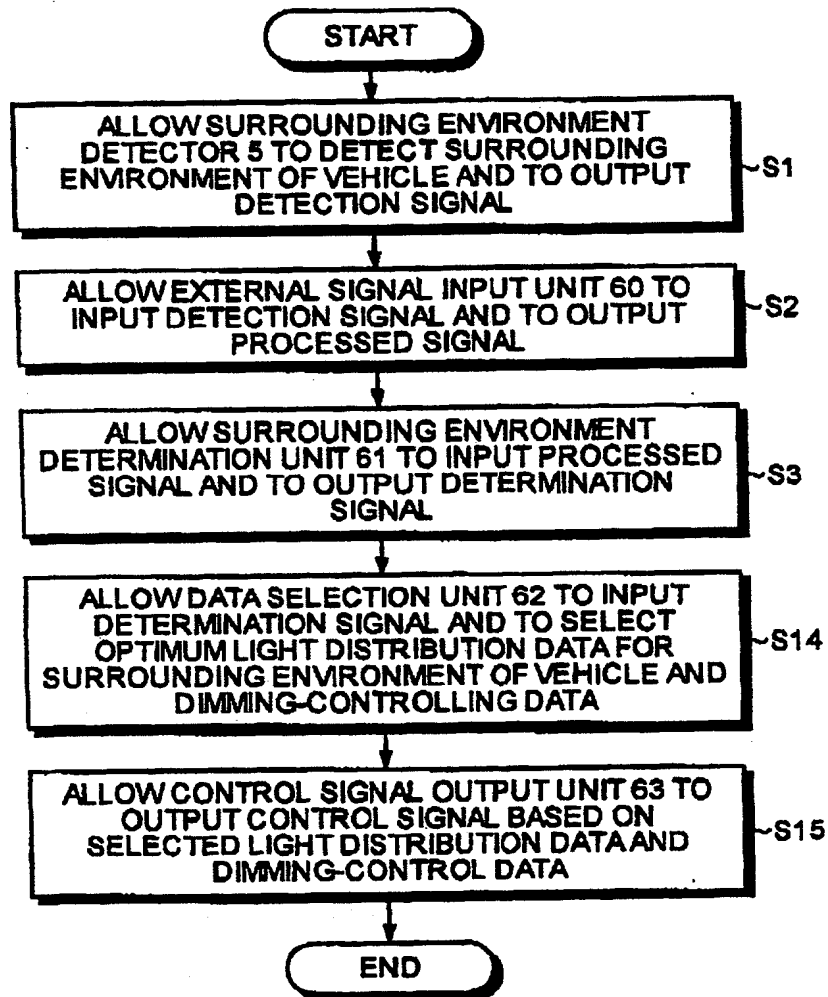 START
ALLOW SURROUNDING ENVIRONMENT
DETECTOR 5 TO DETECT SURROUNDING
ENVIRONMENT OF VEHICLE AND TO OUTPUT
DETECTION SIGNAL
~S1
ALLOW EXTERNAL SIGNAL INPUT UNIT 60 TO
INPUT DETECTION SIGNAL AND TO OUTPUT
PROCESSED SIGNAL
~S2
ALLOW SURROUNDING ENVIRONMENT
DETERMINATION UNIT 61 TO INPUT PROCESSED
SIGNAL AND TO OUTPUT DETERMINATION
SIGNAL
~S3
ALLOW DATA SELECTION UNIT 62 TO INPUT
DETERMINATION SIGNAL AND TO SELECT
OPTIMUM LIGHT DISTRIBUTION DATA FOR
SURROUNDING ENVIRONMENT OF VEHICLE AND
DIMMING-CONTROLLING DATA
~S14
ALLOW CONTROL SIGNAL OUTPUT UNIT 63 TO
OUTPUT CONTROL SIGNAL BASED ON
SELECTED LIGHT DISTRIBUTION DATA AND
DIMMING-CONTROL DATA
~S15
END